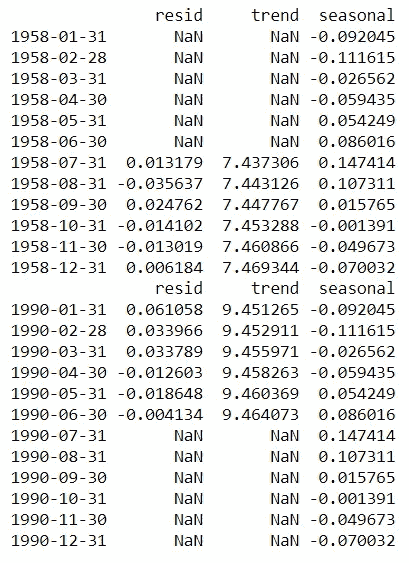 resid trend seasonal
1958-01-31 NaN NaN -0.092045
1958-02-28 NaN NaN -0.111615
1958-03-31 NaN NaN -0.026562
1958-04-30 NaN NaN -0.059435
1958-05-31 NaN NaN 0.054249
1958-06-30 NaN NaN 0.086016
1958-07-31 0.013179 7.437306 0.147414
1958-08-31 -0.035637 7.443126 0.107311
1958-09-30 0.024762 7.447767 0.015765
1958-10-31 -0.014102 7.453288 -0.001391
1958-11-30 -0.013019 7.460866 -0.049673
1958-12-31 0.006184 7.469344 -0.070032
resid trend seasonal
1990-01-31 0.061058 9.451265 -0.092045
1990-02-28 0.033966 9.452911 -0.111615
1990-03-31 0.033789 9.455971 -0.026562
1990-04-30 -0.012603 9.458263 -0.059435
1990-05-31 -0.018648 9.460369 0.054249
1990-06-30 -0.004134 9.464073 0.086016
1990-07-31 NaN NaN 0.147414
1990-08-31 NaN NaN 0.107311
1990-09-30 NaN NaN 0.015765
1990-10-31 NaN NaN -0.001391
1990-11-30 NaN NaN -0.049673
1990-12-31 NaN NaN -0.070032